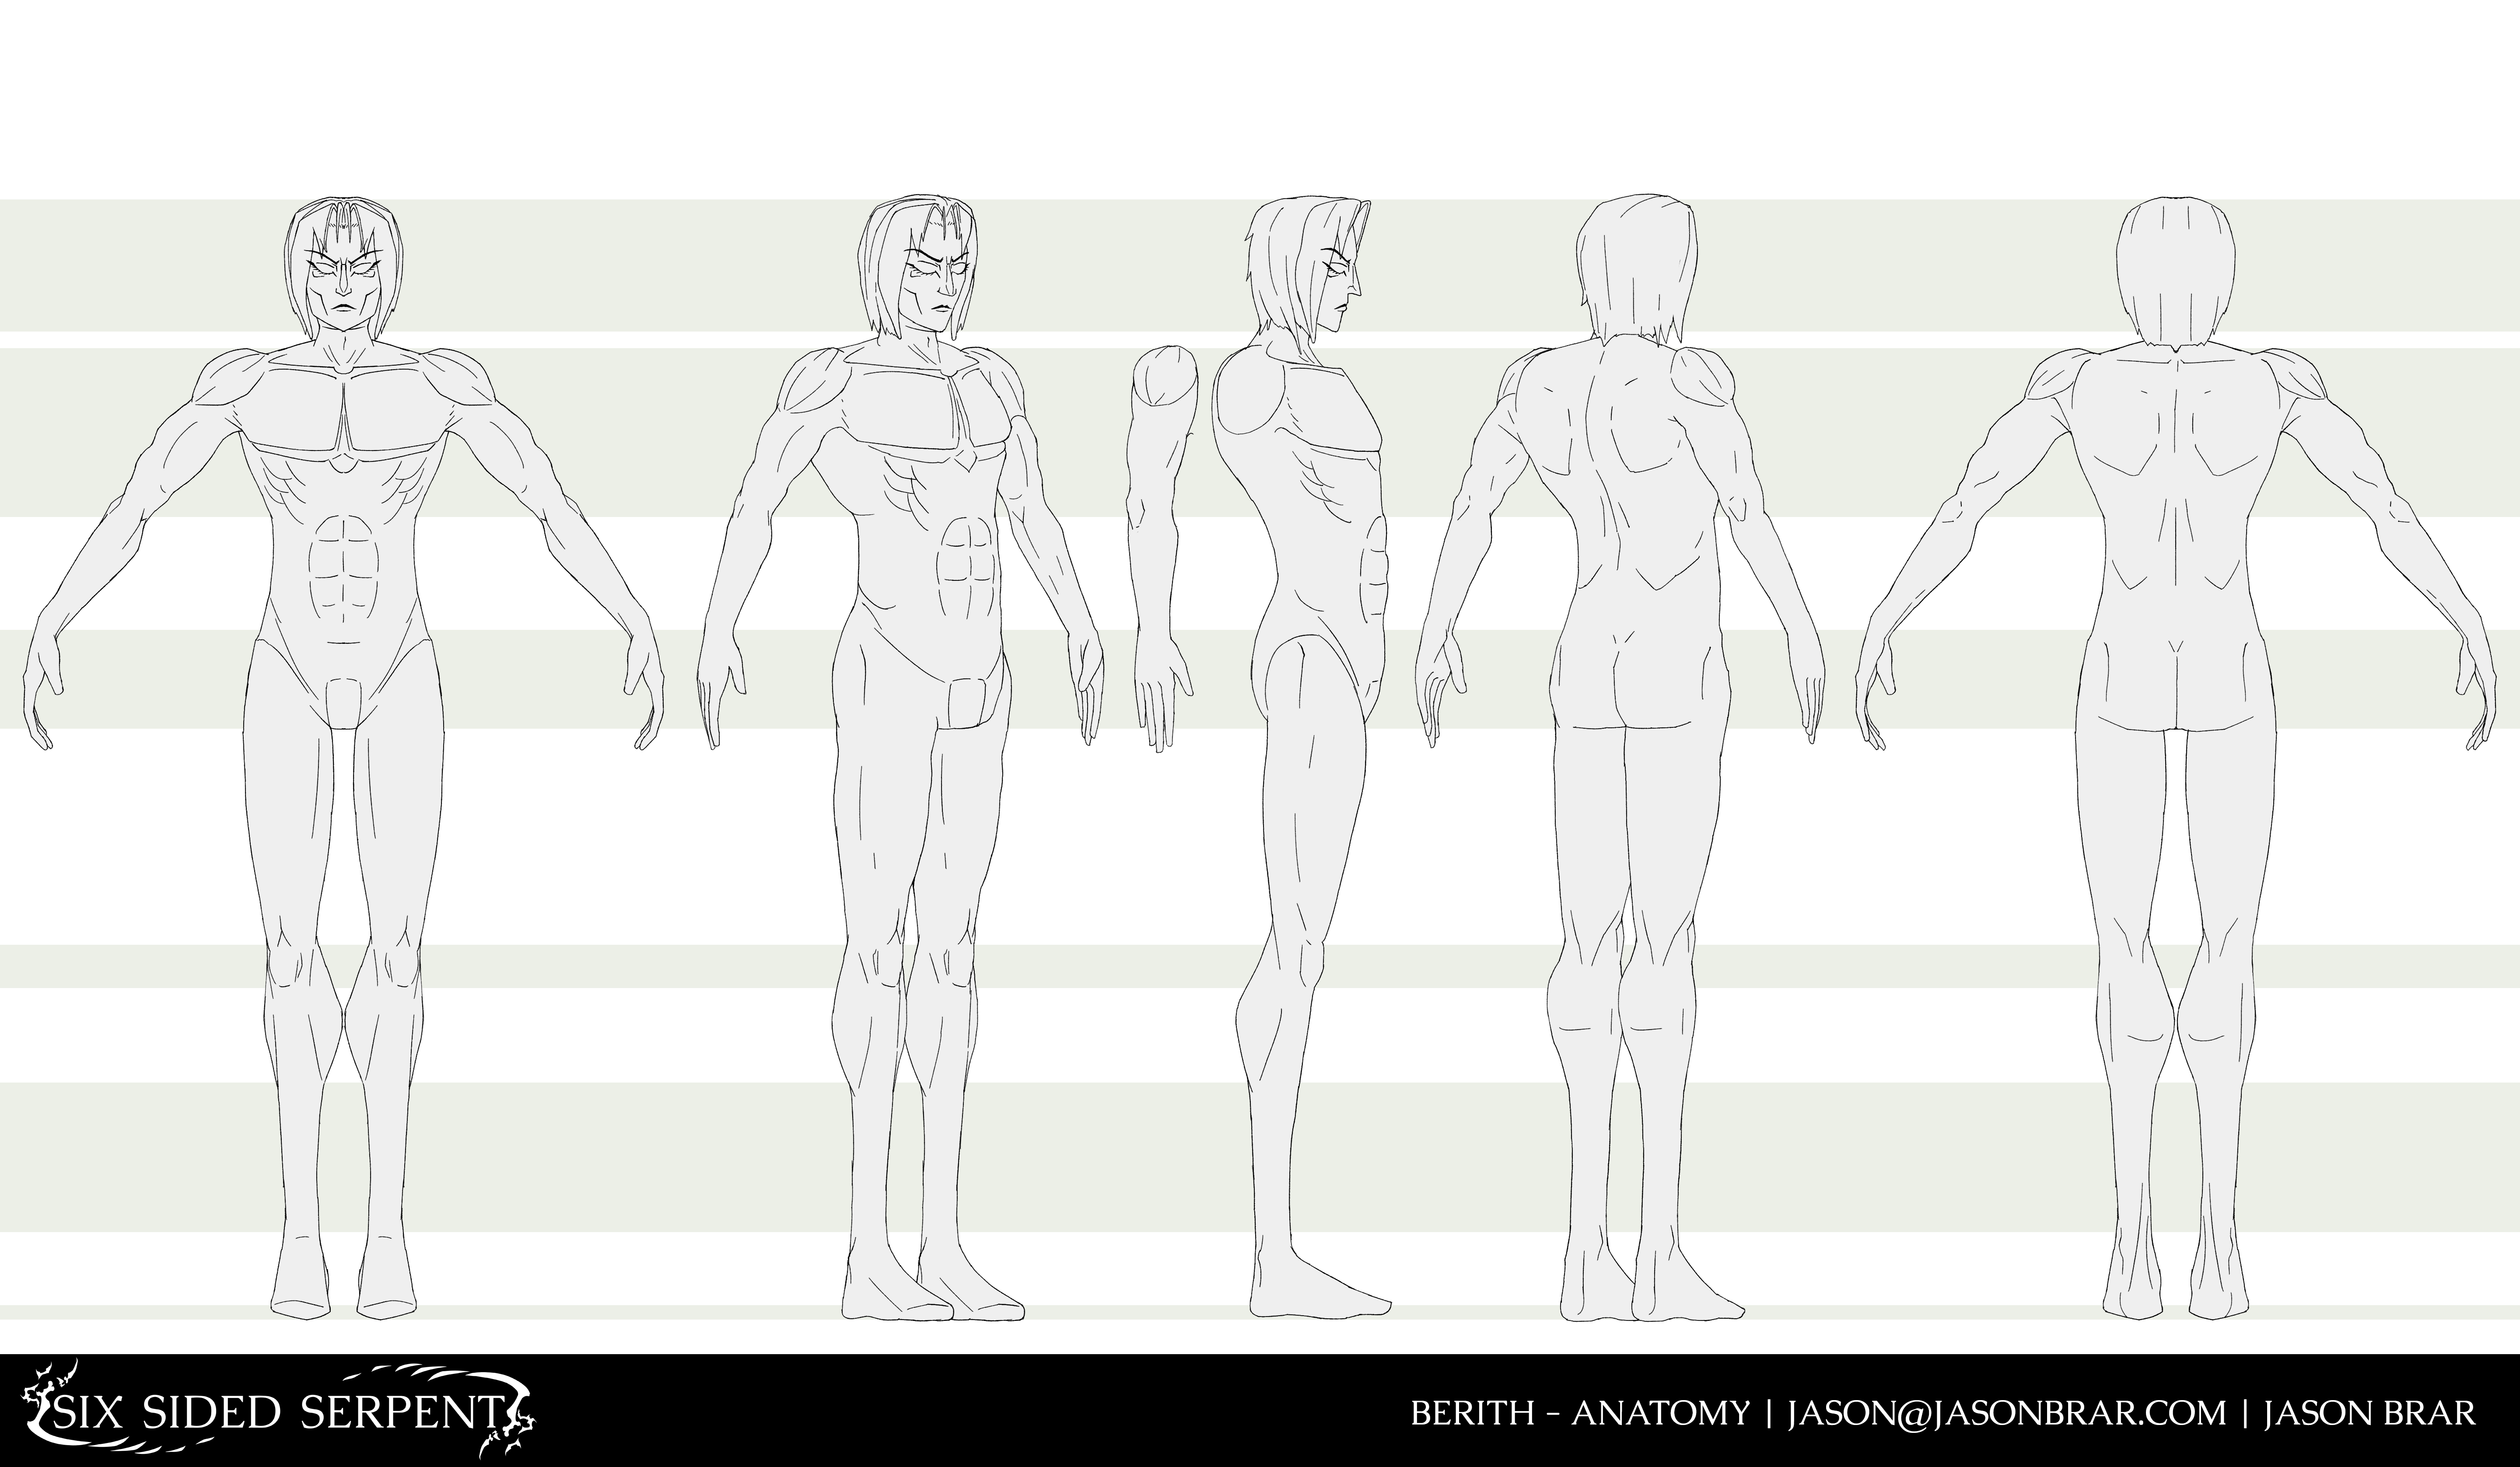 SIX SIDED SERPENT
BERITH - ANATOMY | JASON@JASONBRAR.COM | JASON BRAR